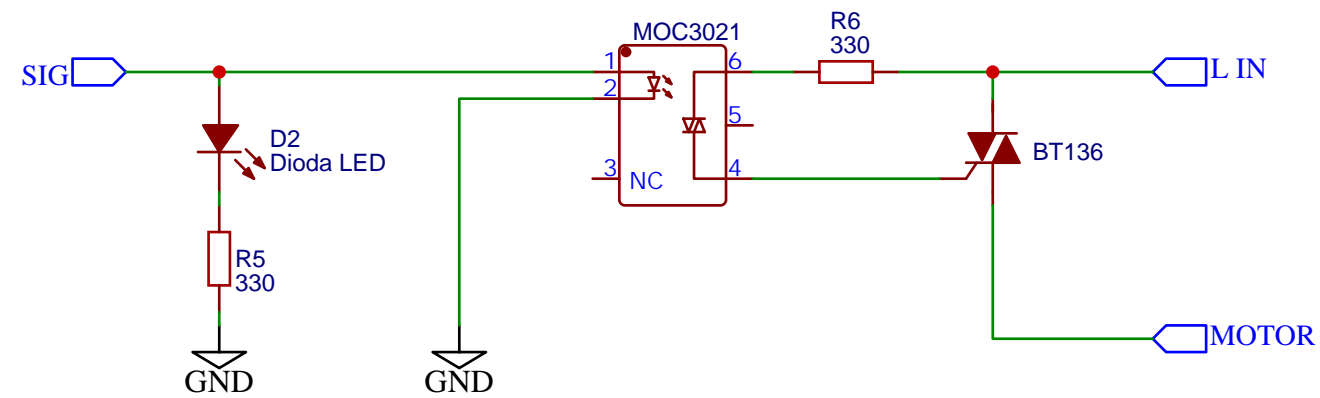 MOC3021
R6
330
SIG
1
6
L IN
2
D2
Dioda LED
5
BT136
3
NC
4
R5
330
MOTOR
GND
GND